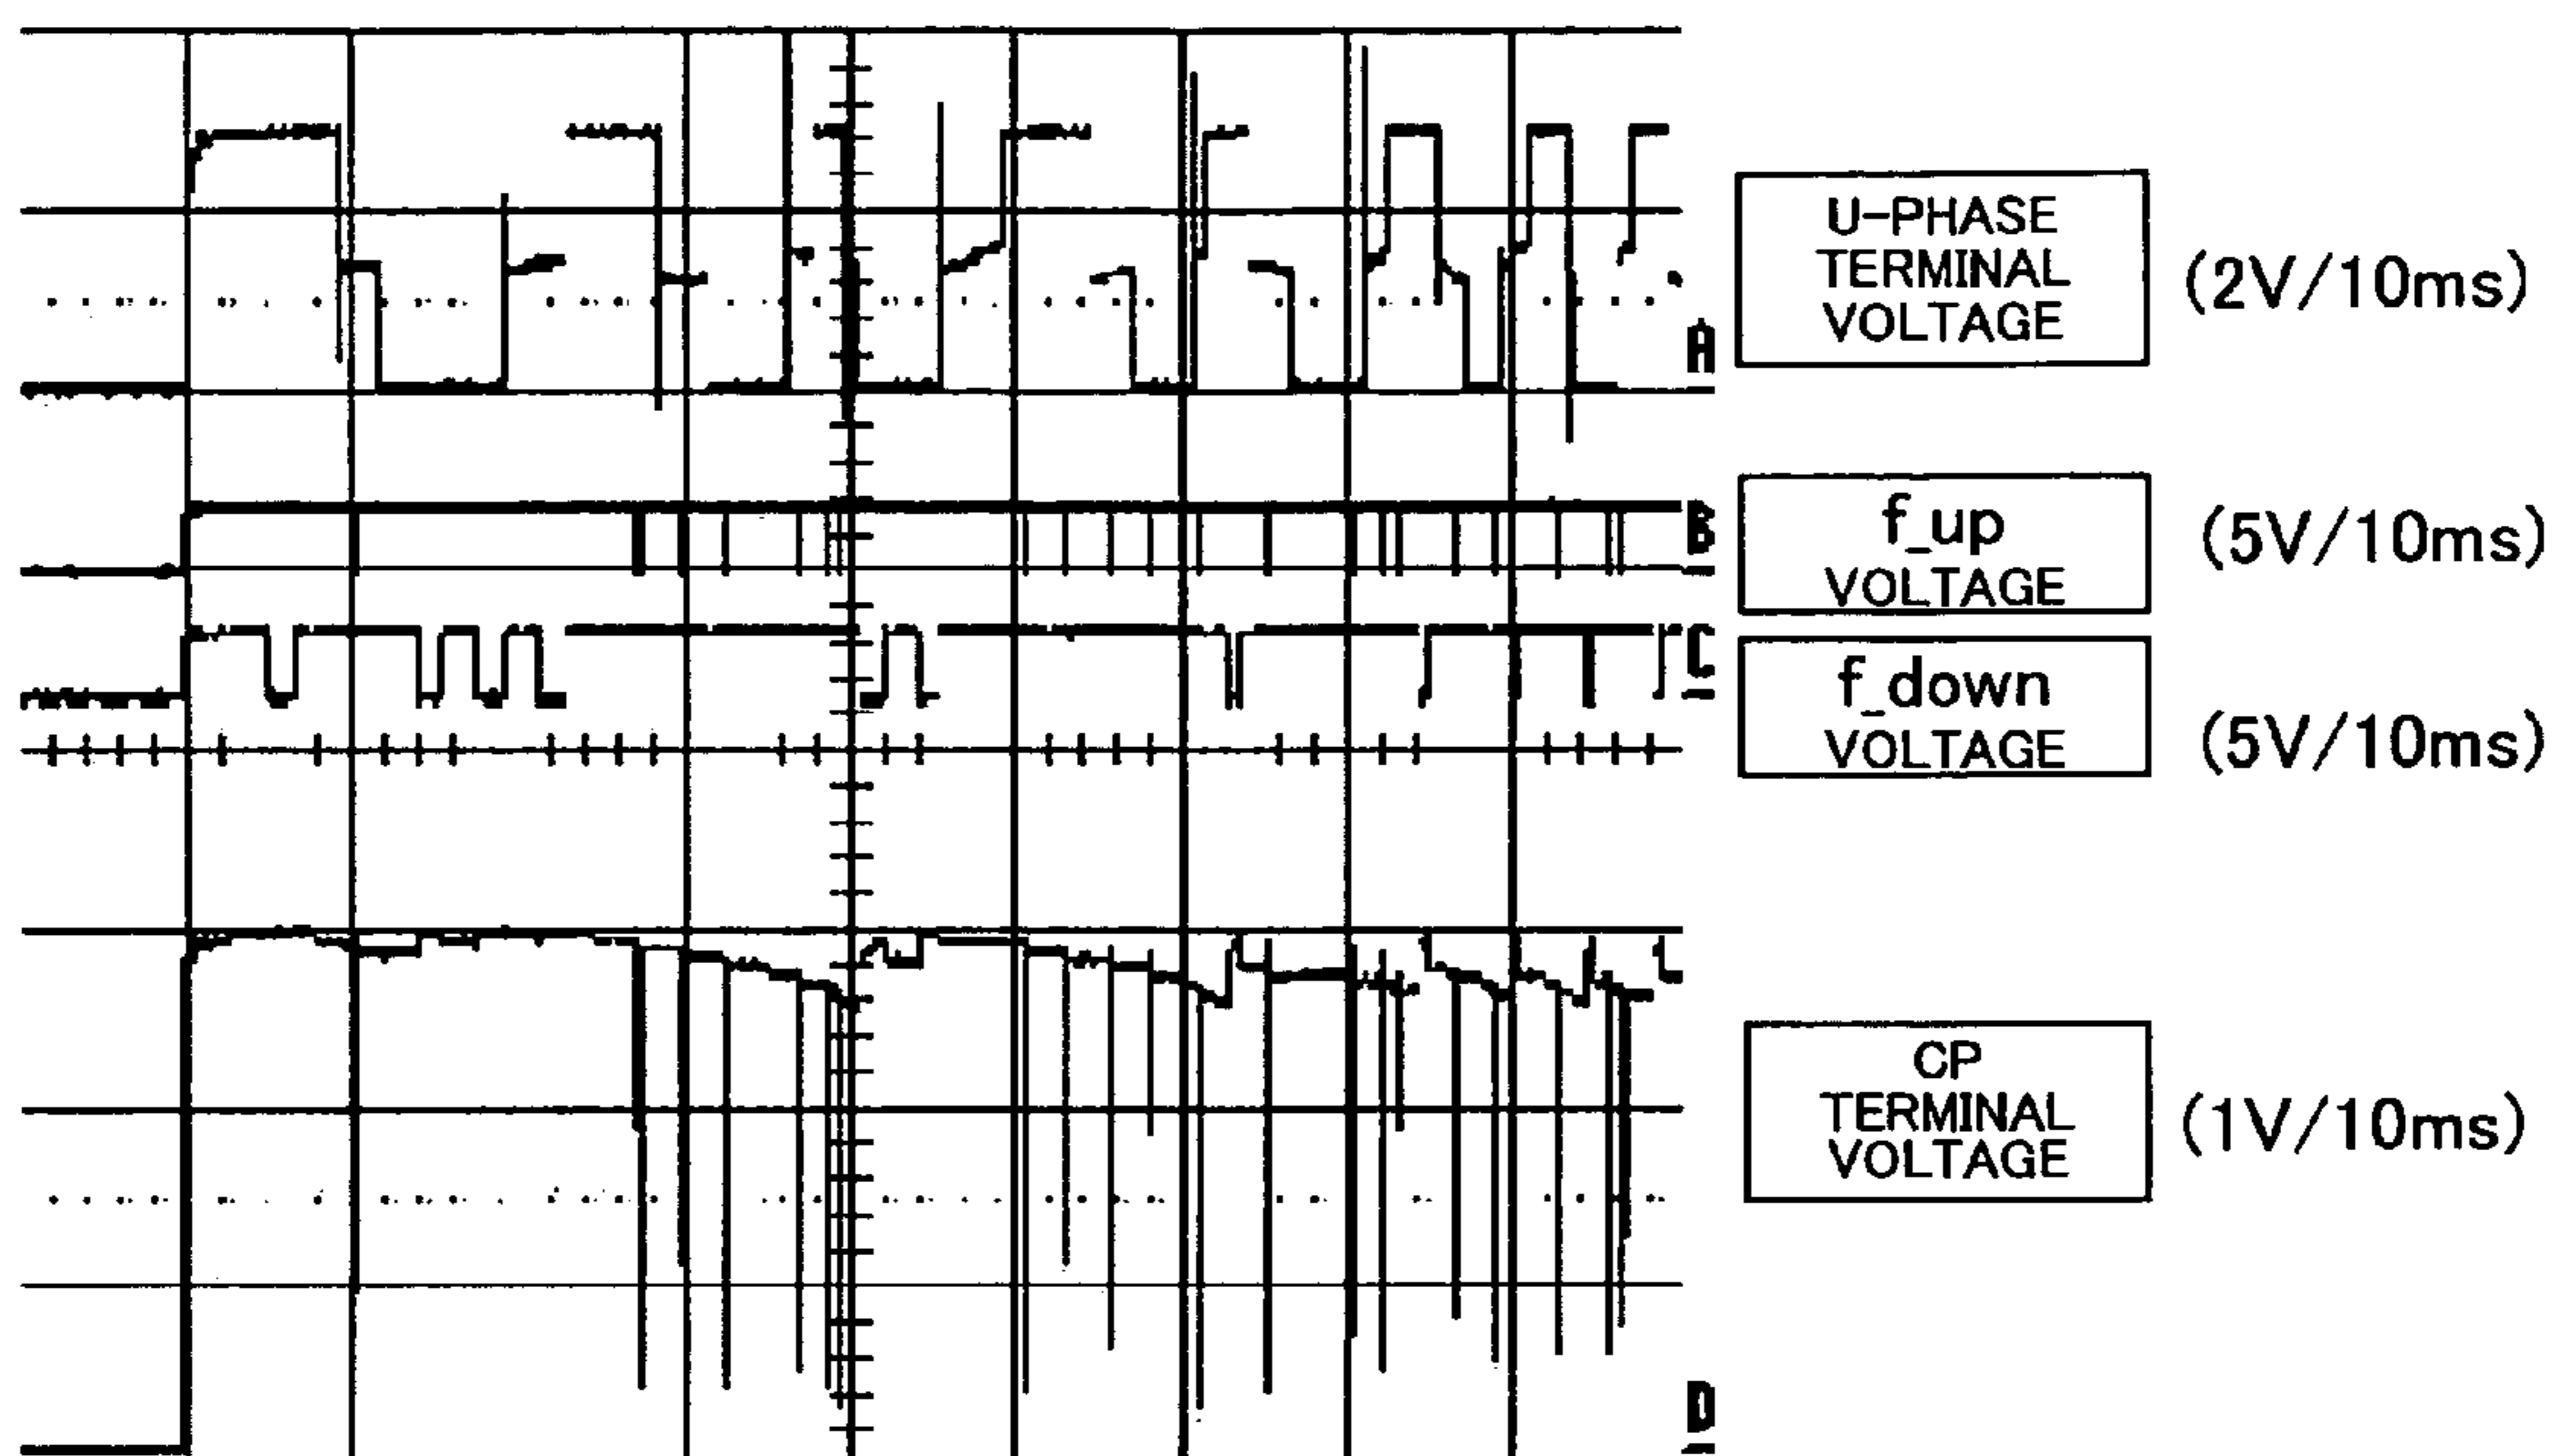 U-PHASE
TERMINAL
VOLTAGE
(2V/10ms)
A
B
f_up
VOLTAGE
(5V/10ms)
C
f_down
VOLTAGE
(5V/10ms)
CP
TERMINAL
VOLTAGE
(1V/10ms)
D